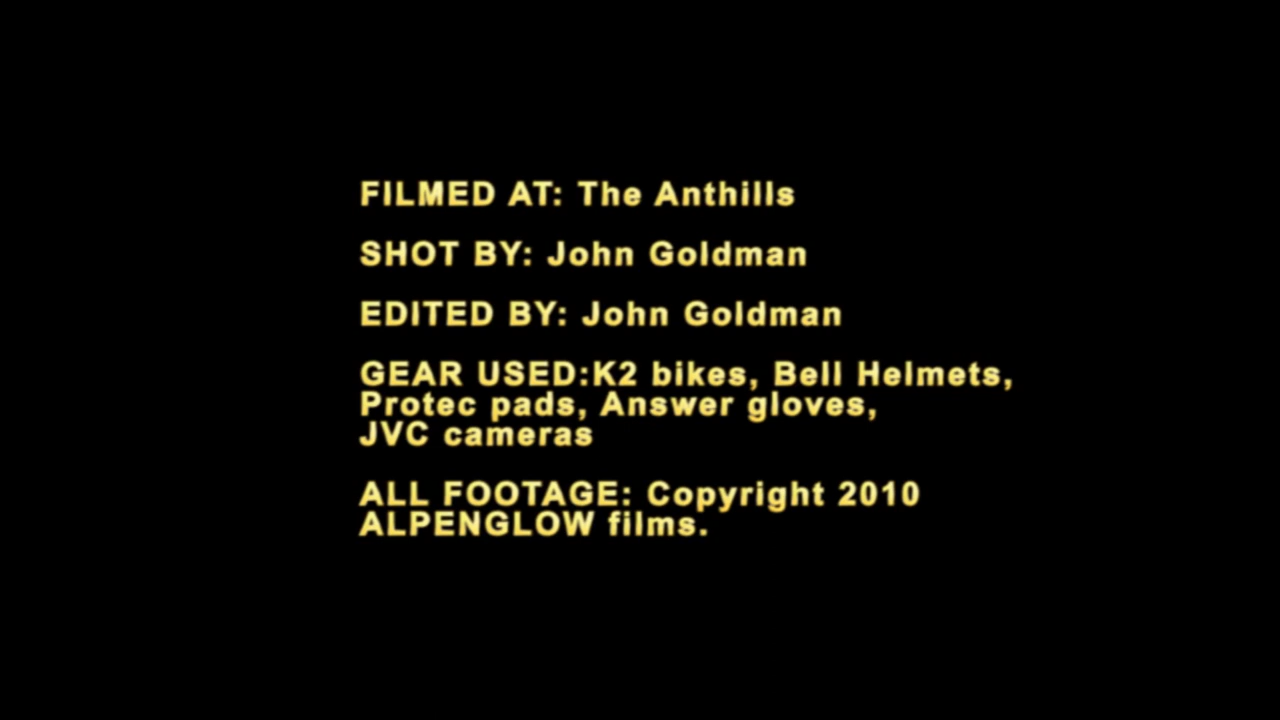 FILMED AT: The Anthills
SHOT BY: John Goldman
EDITED BY: John Goldman
GEAR USED:K2 bikes, Bell Helmets,
Protec pads, Answer gloves,
JVC cameras
ALL FOOTAGE: Copyright 2010
ALPENGLOW films.